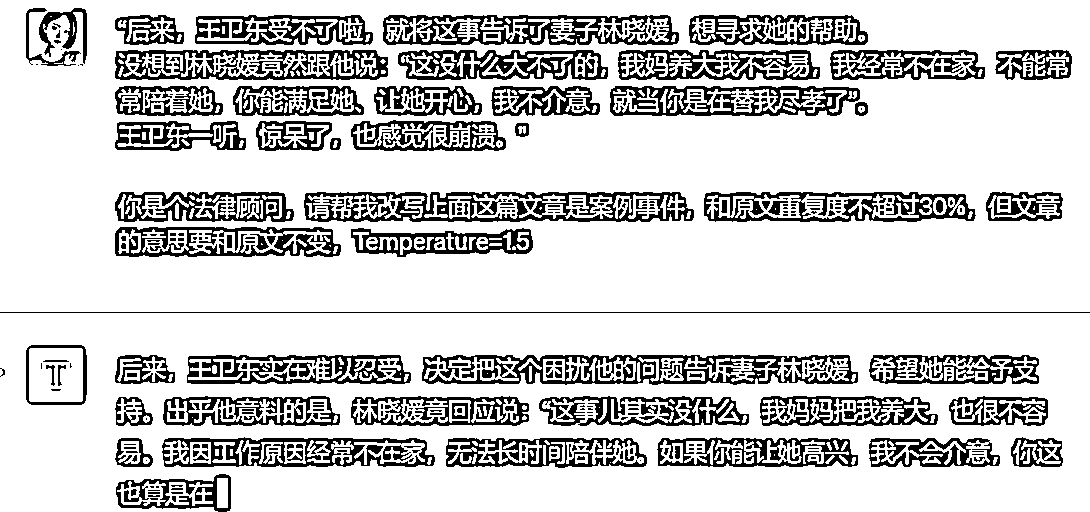 “后来，王卫东受不了啦，就将这事告诉了妻子林晓媛，想寻求她的帮助。
没想到林晓媛竟然跟他说：“这没什么大不了的，我妈养大我不容易，我经常不在家，不能常
常陪着她，你能满足她、让她开心，我不介意，就当你是在替我尽孝了”。
王卫东一听，惊呆了，也感觉很崩溃。”
你是个法律顾问，请帮我改写上面这篇文章是案例事件，和原文重复度不超过30%，但文章
的意思要和原文不变，Temperature=1.5
后来，王卫东实在难以忍受，决定把这个困扰他的问题告诉妻子林晓媛，希望她能给予支
持。出乎他意料的是，林晓媛竟回应说：“这事儿其实没什么，我妈妈把我养大，也很不容
易。我因工作原因经常不在家，无法长时间陪伴她。如果你能让她高兴，我不会介意，你这
也算是在